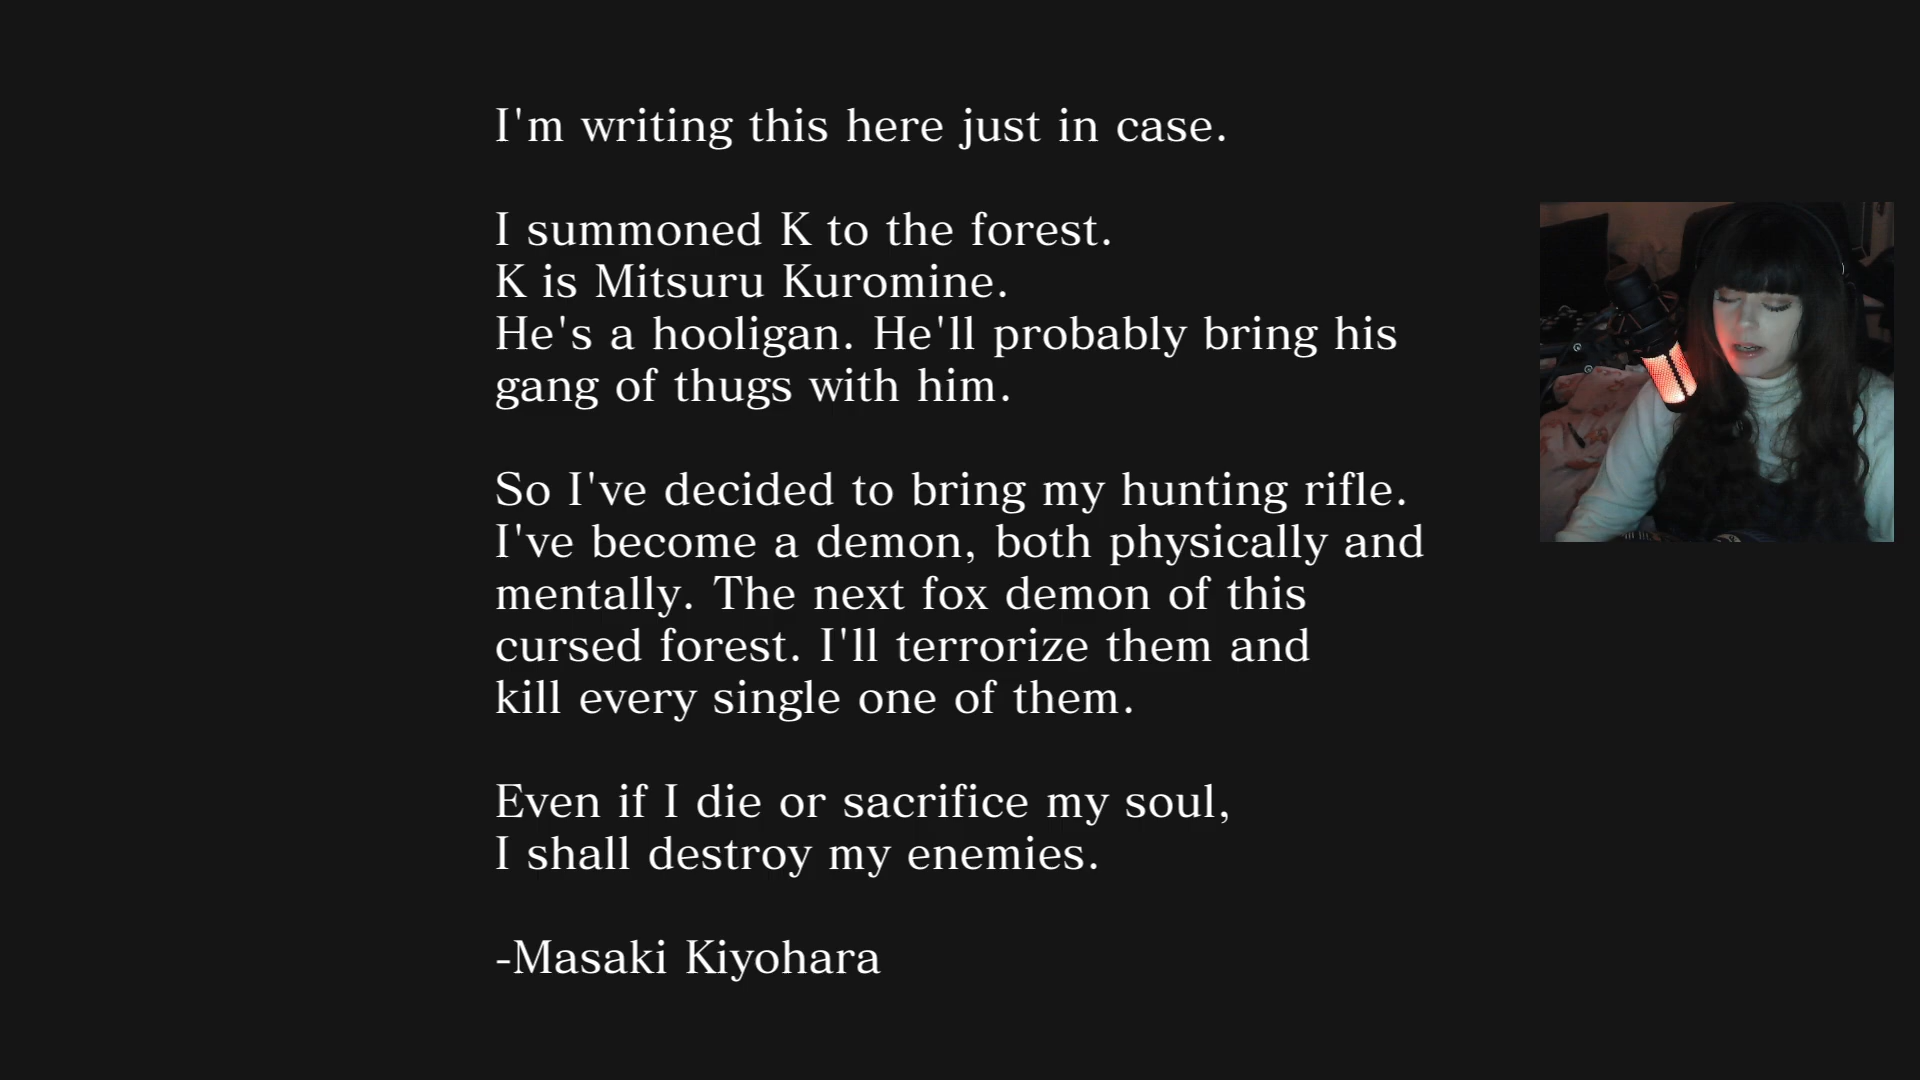 I'm writing this here just in case.
I summoned K to the forest.
K is Mitsuru Kuromine.
He's a hooligan. He'll probably bring his
gang of thugs with him.
So I've decided to bring my hunting rifle.
I've become a demon, both physically and
mentally. The next fox demon of this
cursed forest. I'll terrorize them and
kill every single one of them.
Even if I die or sacrifice my soul,
I shall destroy my enemies.
-Masaki Kiyohara